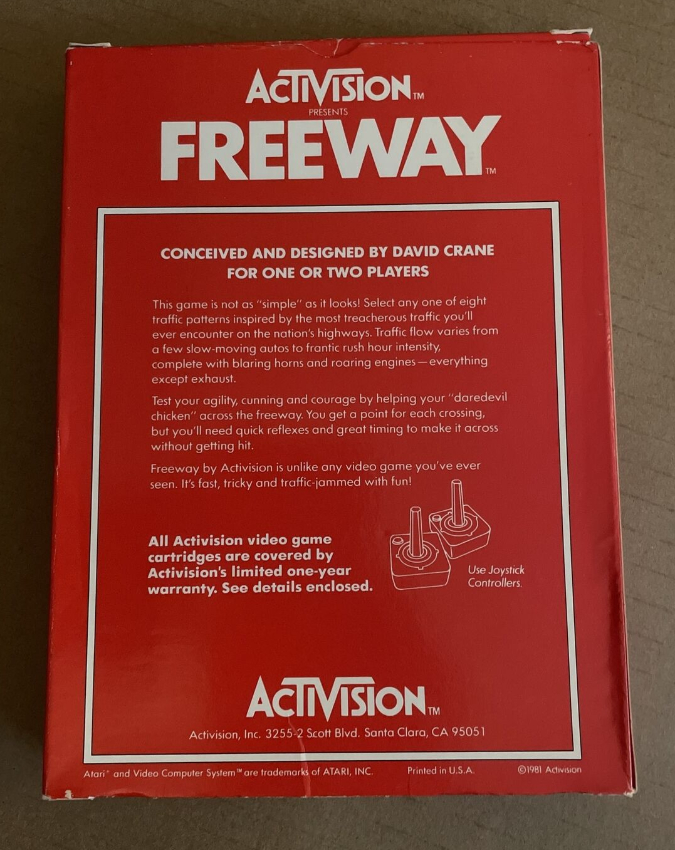 ACTIVISION™
PRESENTS
FREEWAY™
CONCEIVED AND DESIGNED BY DAVID CRANE
FOR ONE OR TWO PLAYERS
This game is not as "simple" as it looks! Select any one of eight
traffic patterns inspired by the most treacherous traffic you'll
ever encounter on the nation's highways. Traffic flow varies from
a few slow-moving autos to frantic rush hour intensity,
complete with blaring horns and roaring engines—everything
except exhaust.
Test your agility, cunning and courage by helping your "daredevil
chicken" across the freeway. You get a point for each crossing,
but you'll need quick reflexes and great timing to make it across
without getting hit.
Freeway by Activision is unlike any video game you've ever
seen. It's fast, tricky and traffic-jammed with fun!
All Activision video game
cartridges are covered by
Activision's limited one-year
warranty. See details enclosed.
Use Joystick
Controllers.
ACTIVISION™
Activision, Inc. 3255-2 Scott Blvd. Santa Clara, CA 95051
Atari® and Video Computer System™ are trademarks of ATARI, INC. Printed in U.S.A. ©1981 Activision